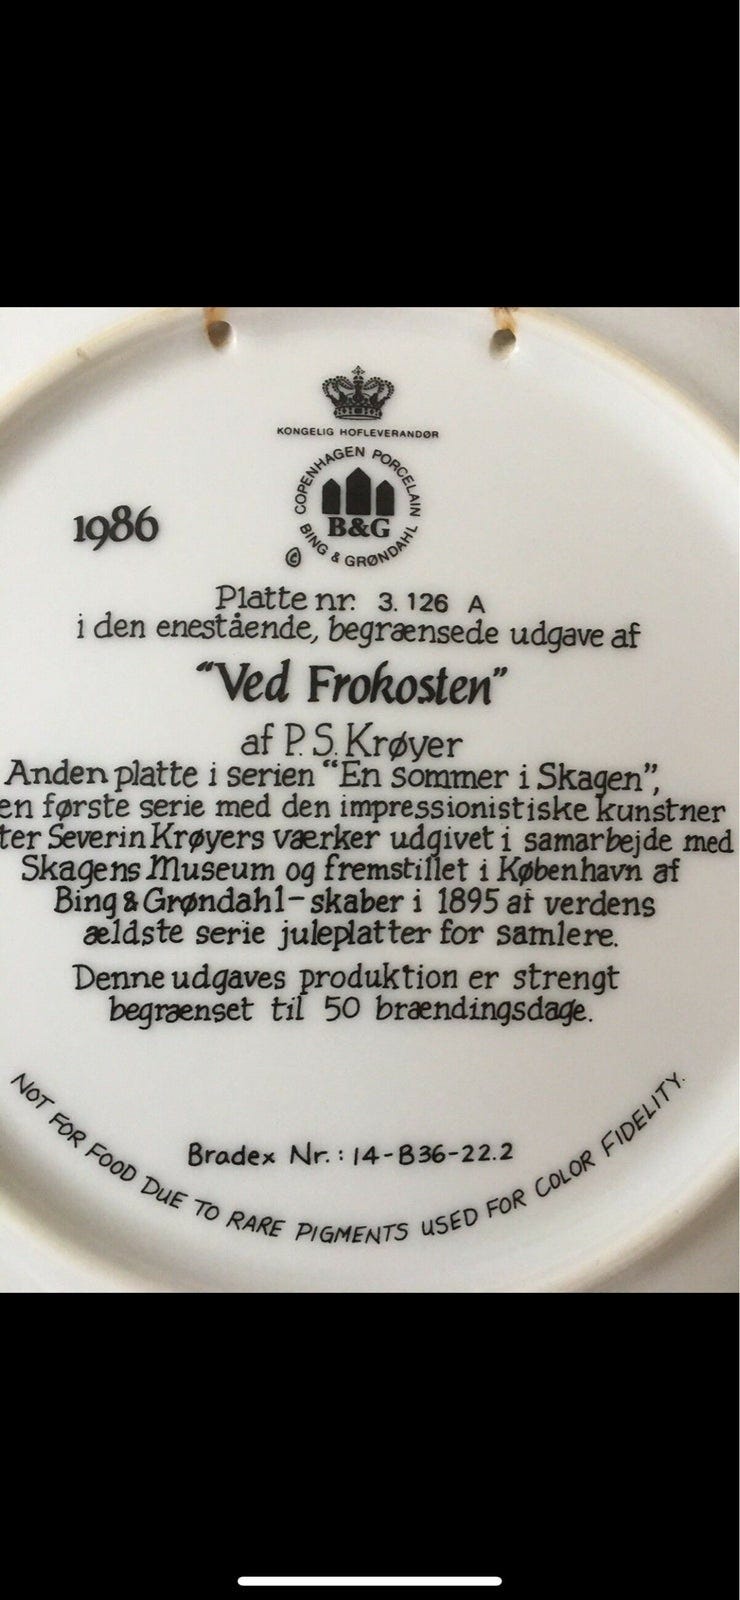 KONGELIG HOFLEVERANDØR
COPENHAGEN PORCELAIN
B&G
© BING & GRØNDAHL
1986
Platte nr. 3. 126 A
i den enestående, begrænsede udgave af
"Ved Frokosten"
af P. S. Krøyer
Anden platte i serien "En sommer i Skagen",
en første serie med den impressionistiske kunstner
ter Severin Krøyers værker udgivet i samarbejde med
Skagens Museum og fremstillet i København af
Bing & Grøndahl - skaber i 1895 af verdens
ældste serie juleplatter for samlere.
Denne udgaves produktion er strengt
begrænset til 50 brændingsdage.
Bradex Nr.: 14-B36-22.2
NOT FOR FOOD DUE TO RARE PIGMENTS USED FOR COLOR FIDELITY.